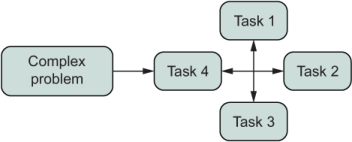 Task 1
Complex
problem
Task 4
Task 2
Task 3